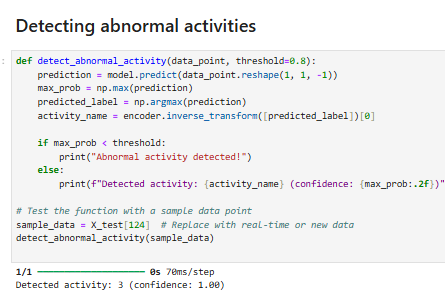 Detecting abnormal activities
: def detect_abnormal_activity(data_point, threshold=0.8):
    prediction = model.predict(data_point.reshape(1, 1, -1))
    max_prob = np.max(prediction)
    predicted_label = np.argmax(prediction)
    activity_name = encoder.inverse_transform([predicted_label])[0]

    if max_prob < threshold:
        print("Abnormal activity detected!")
    else:
        print(f"Detected activity: {activity_name} (confidence: {max_prob:.2f})"

# Test the function with a sample data point
sample_data = X_test[124]  # Replace with real-time or new data
detect_abnormal_activity(sample_data)
1/1 ━━━━━━━━━━━━━━━━━━━━ 0s 70ms/step
Detected activity: 3 (confidence: 1.00)